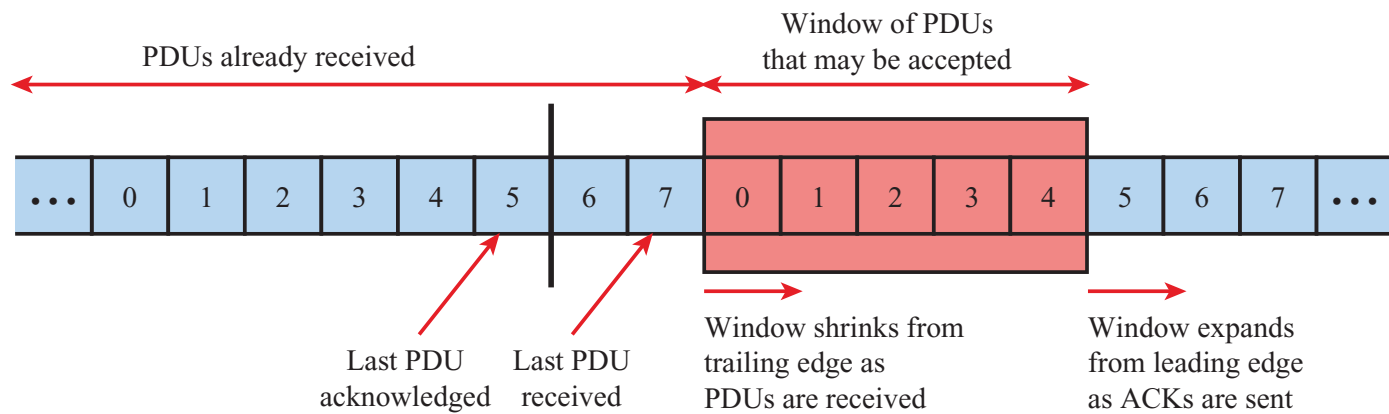 PDUs already received
Window of PDUs
that may be accepted
••• 0 1 2 3 4 5 6 7 0 1 2 3 4 5 6 7 •••
Last PDU
acknowledged
Last PDU
received
Window shrinks from
trailing edge as
PDUs are received
Window expands
from leading edge
as ACKs are sent